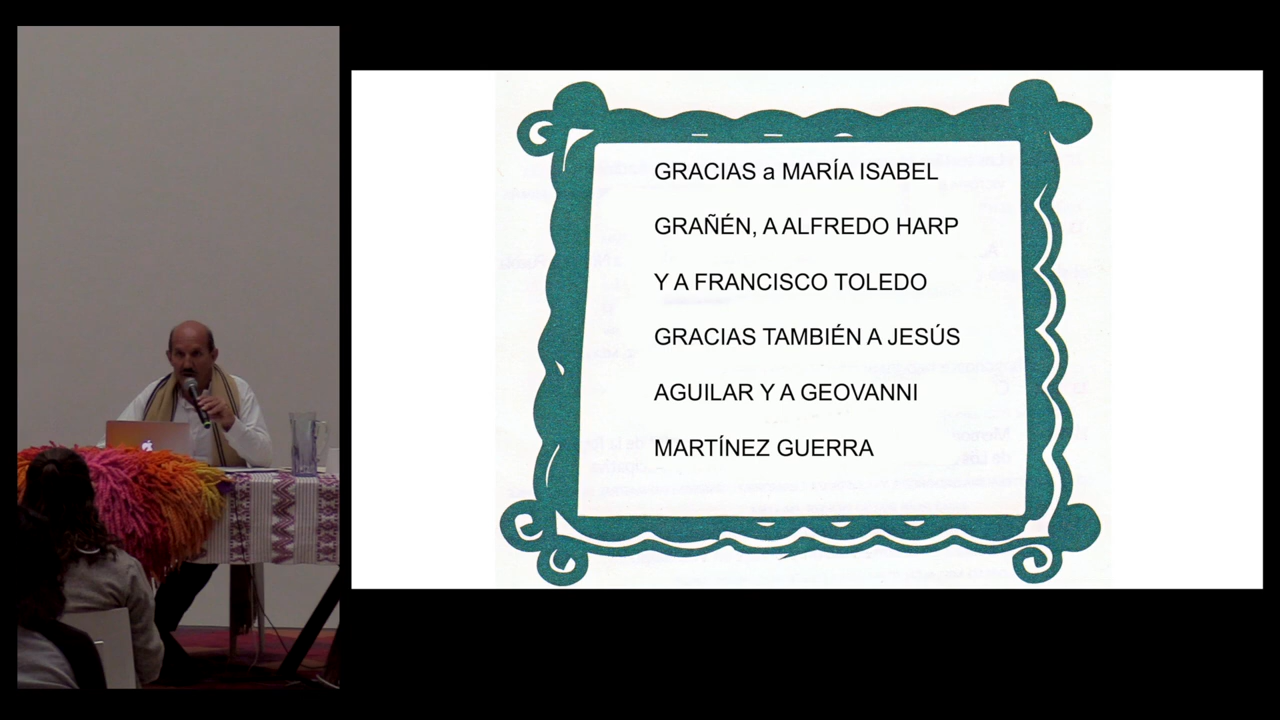 GRACIAS a MARÍA ISABEL
GRAÑÉN, A ALFREDO HARP
Y A FRANCISCO TOLEDO
GRACIAS TAMBIÉN A JESÚS
AGUILAR Y A GEOVANNI
MARTÍNEZ GUERRA